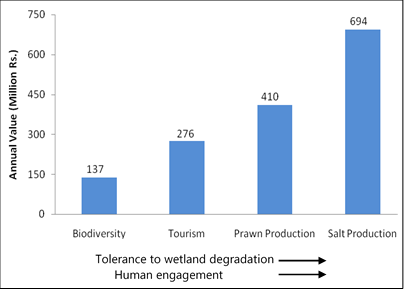 Annual Value (Million Rs.)
750
600
450
300
150
0
137
276
410
694
Biodiversity Tourism Prawn Production Salt Production
Tolerance to wetland degradation
Human engagement